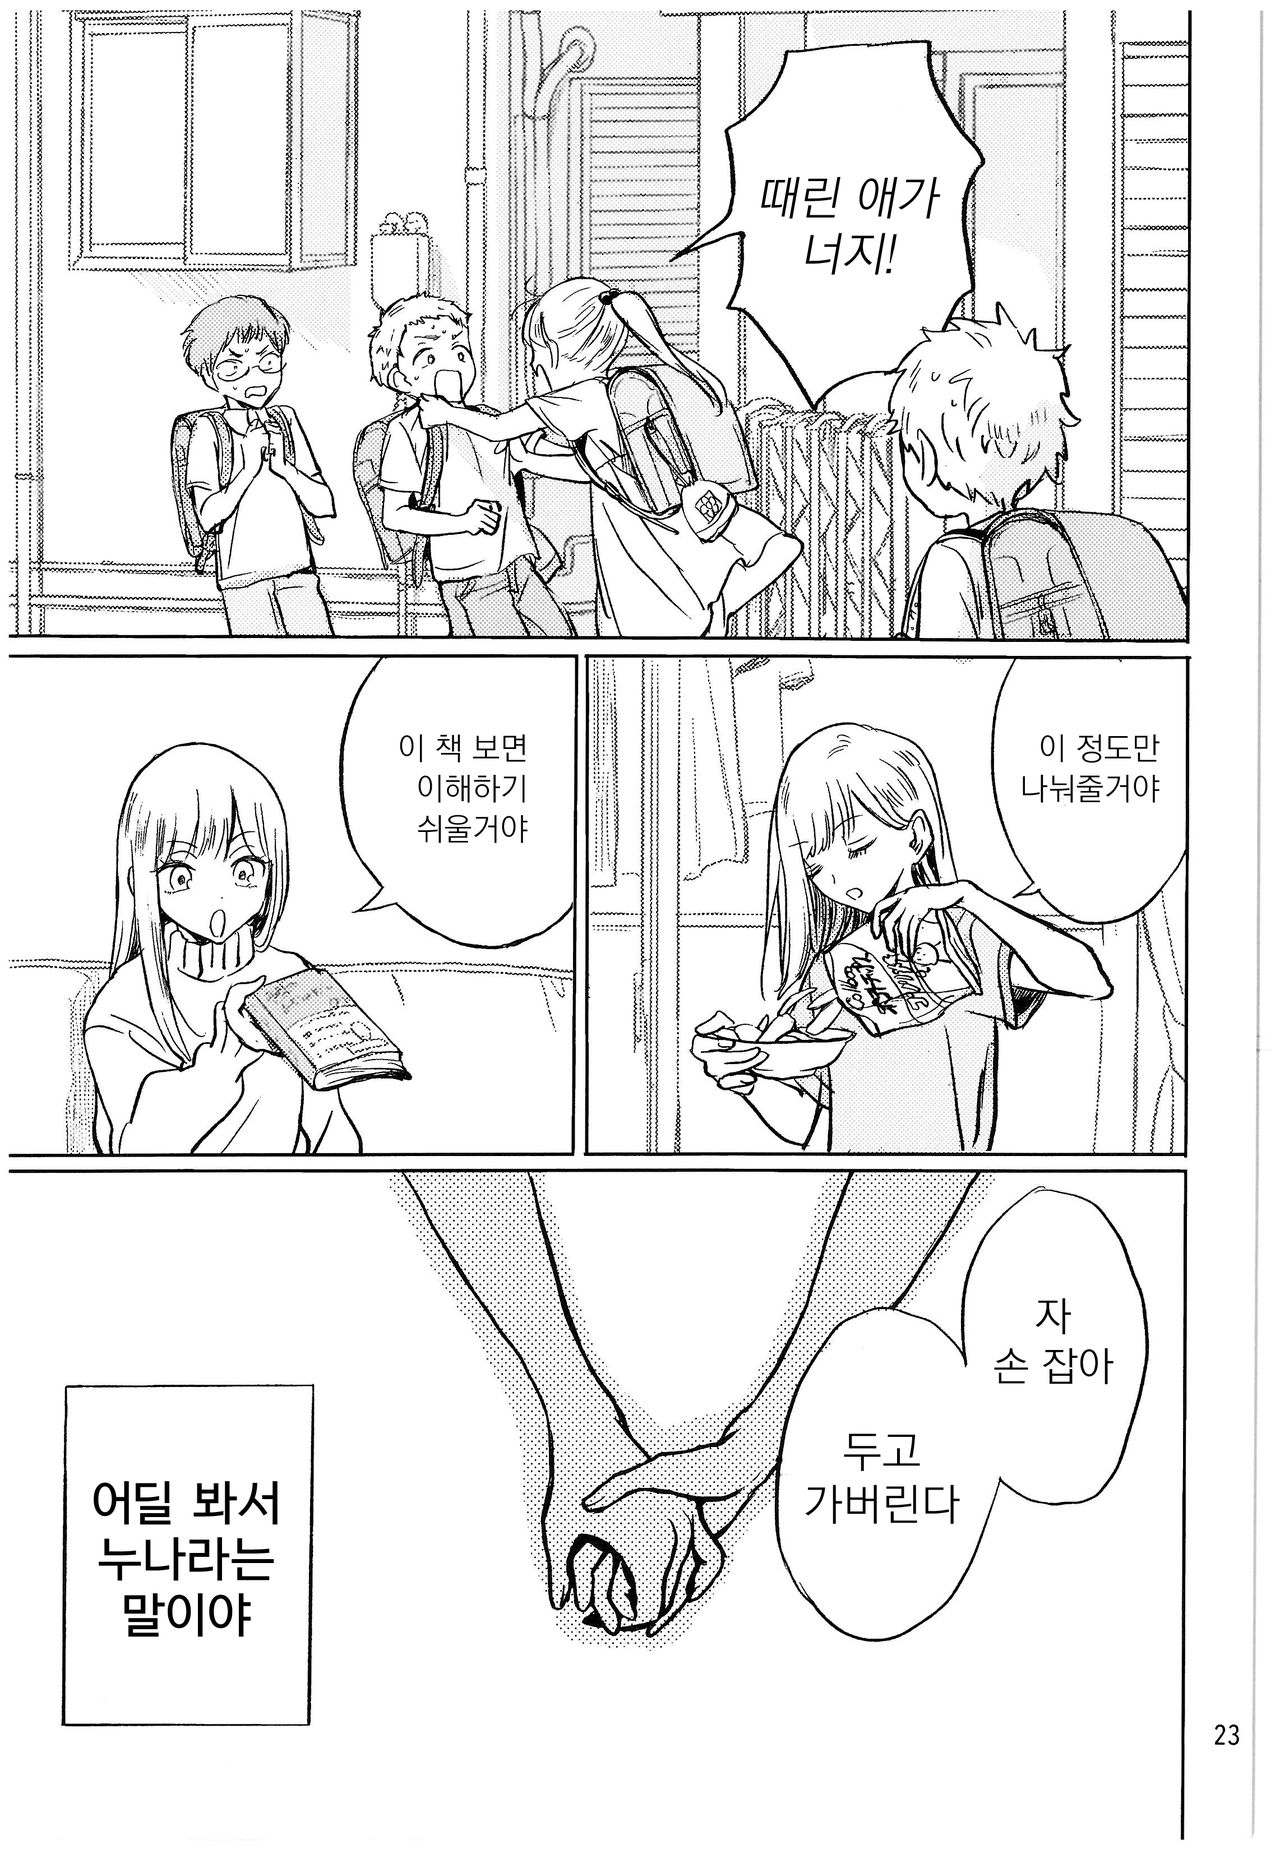 때린 애가
너지!
이 정도만
나눠줄거야
이 책 보면
이해하기
쉬울거야
자
손 잡아
두고
가버린다
어딜 봐서
누나라는
말이야
23